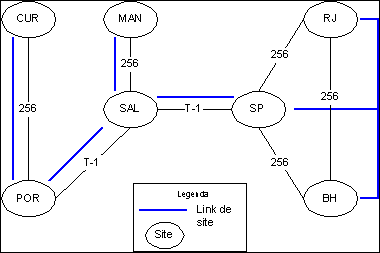 CUR
MAN
RJ
256
256
256
256
SAL
T-1
SP
T-1
256
POR
BH
Legenda
Link de
site
Site